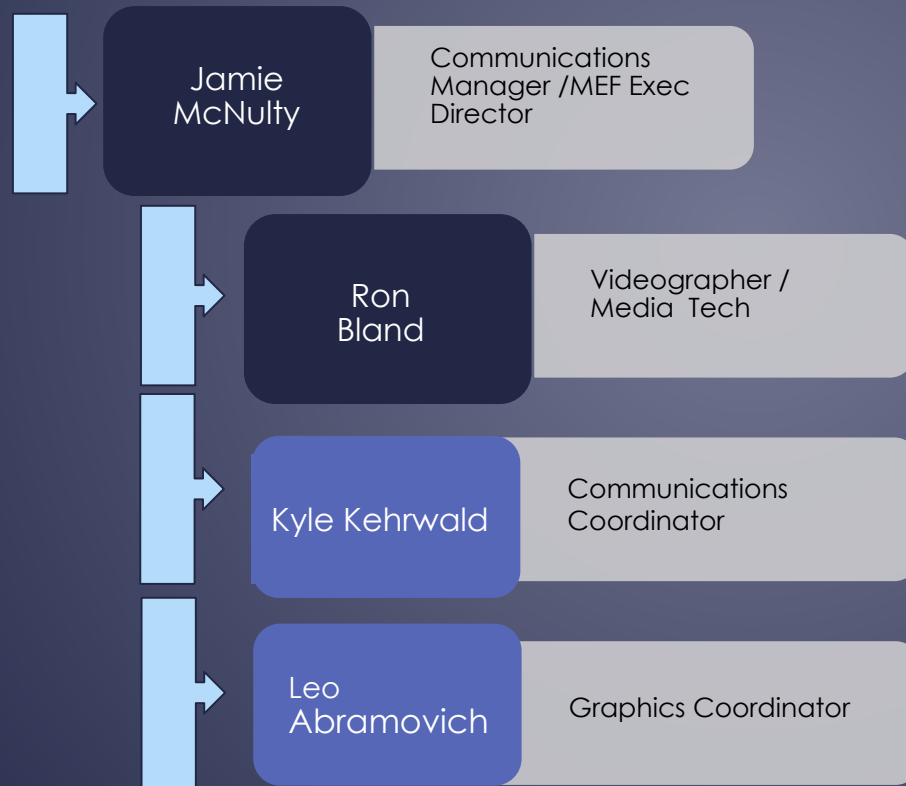 Jamie
McNulty
Communications
Manager /MEF Exec
Director
Ron
Bland
Videographer /
Media Tech
Kyle Kehrwald
Communications
Coordinator
Leo
Abramovich
Graphics Coordinator